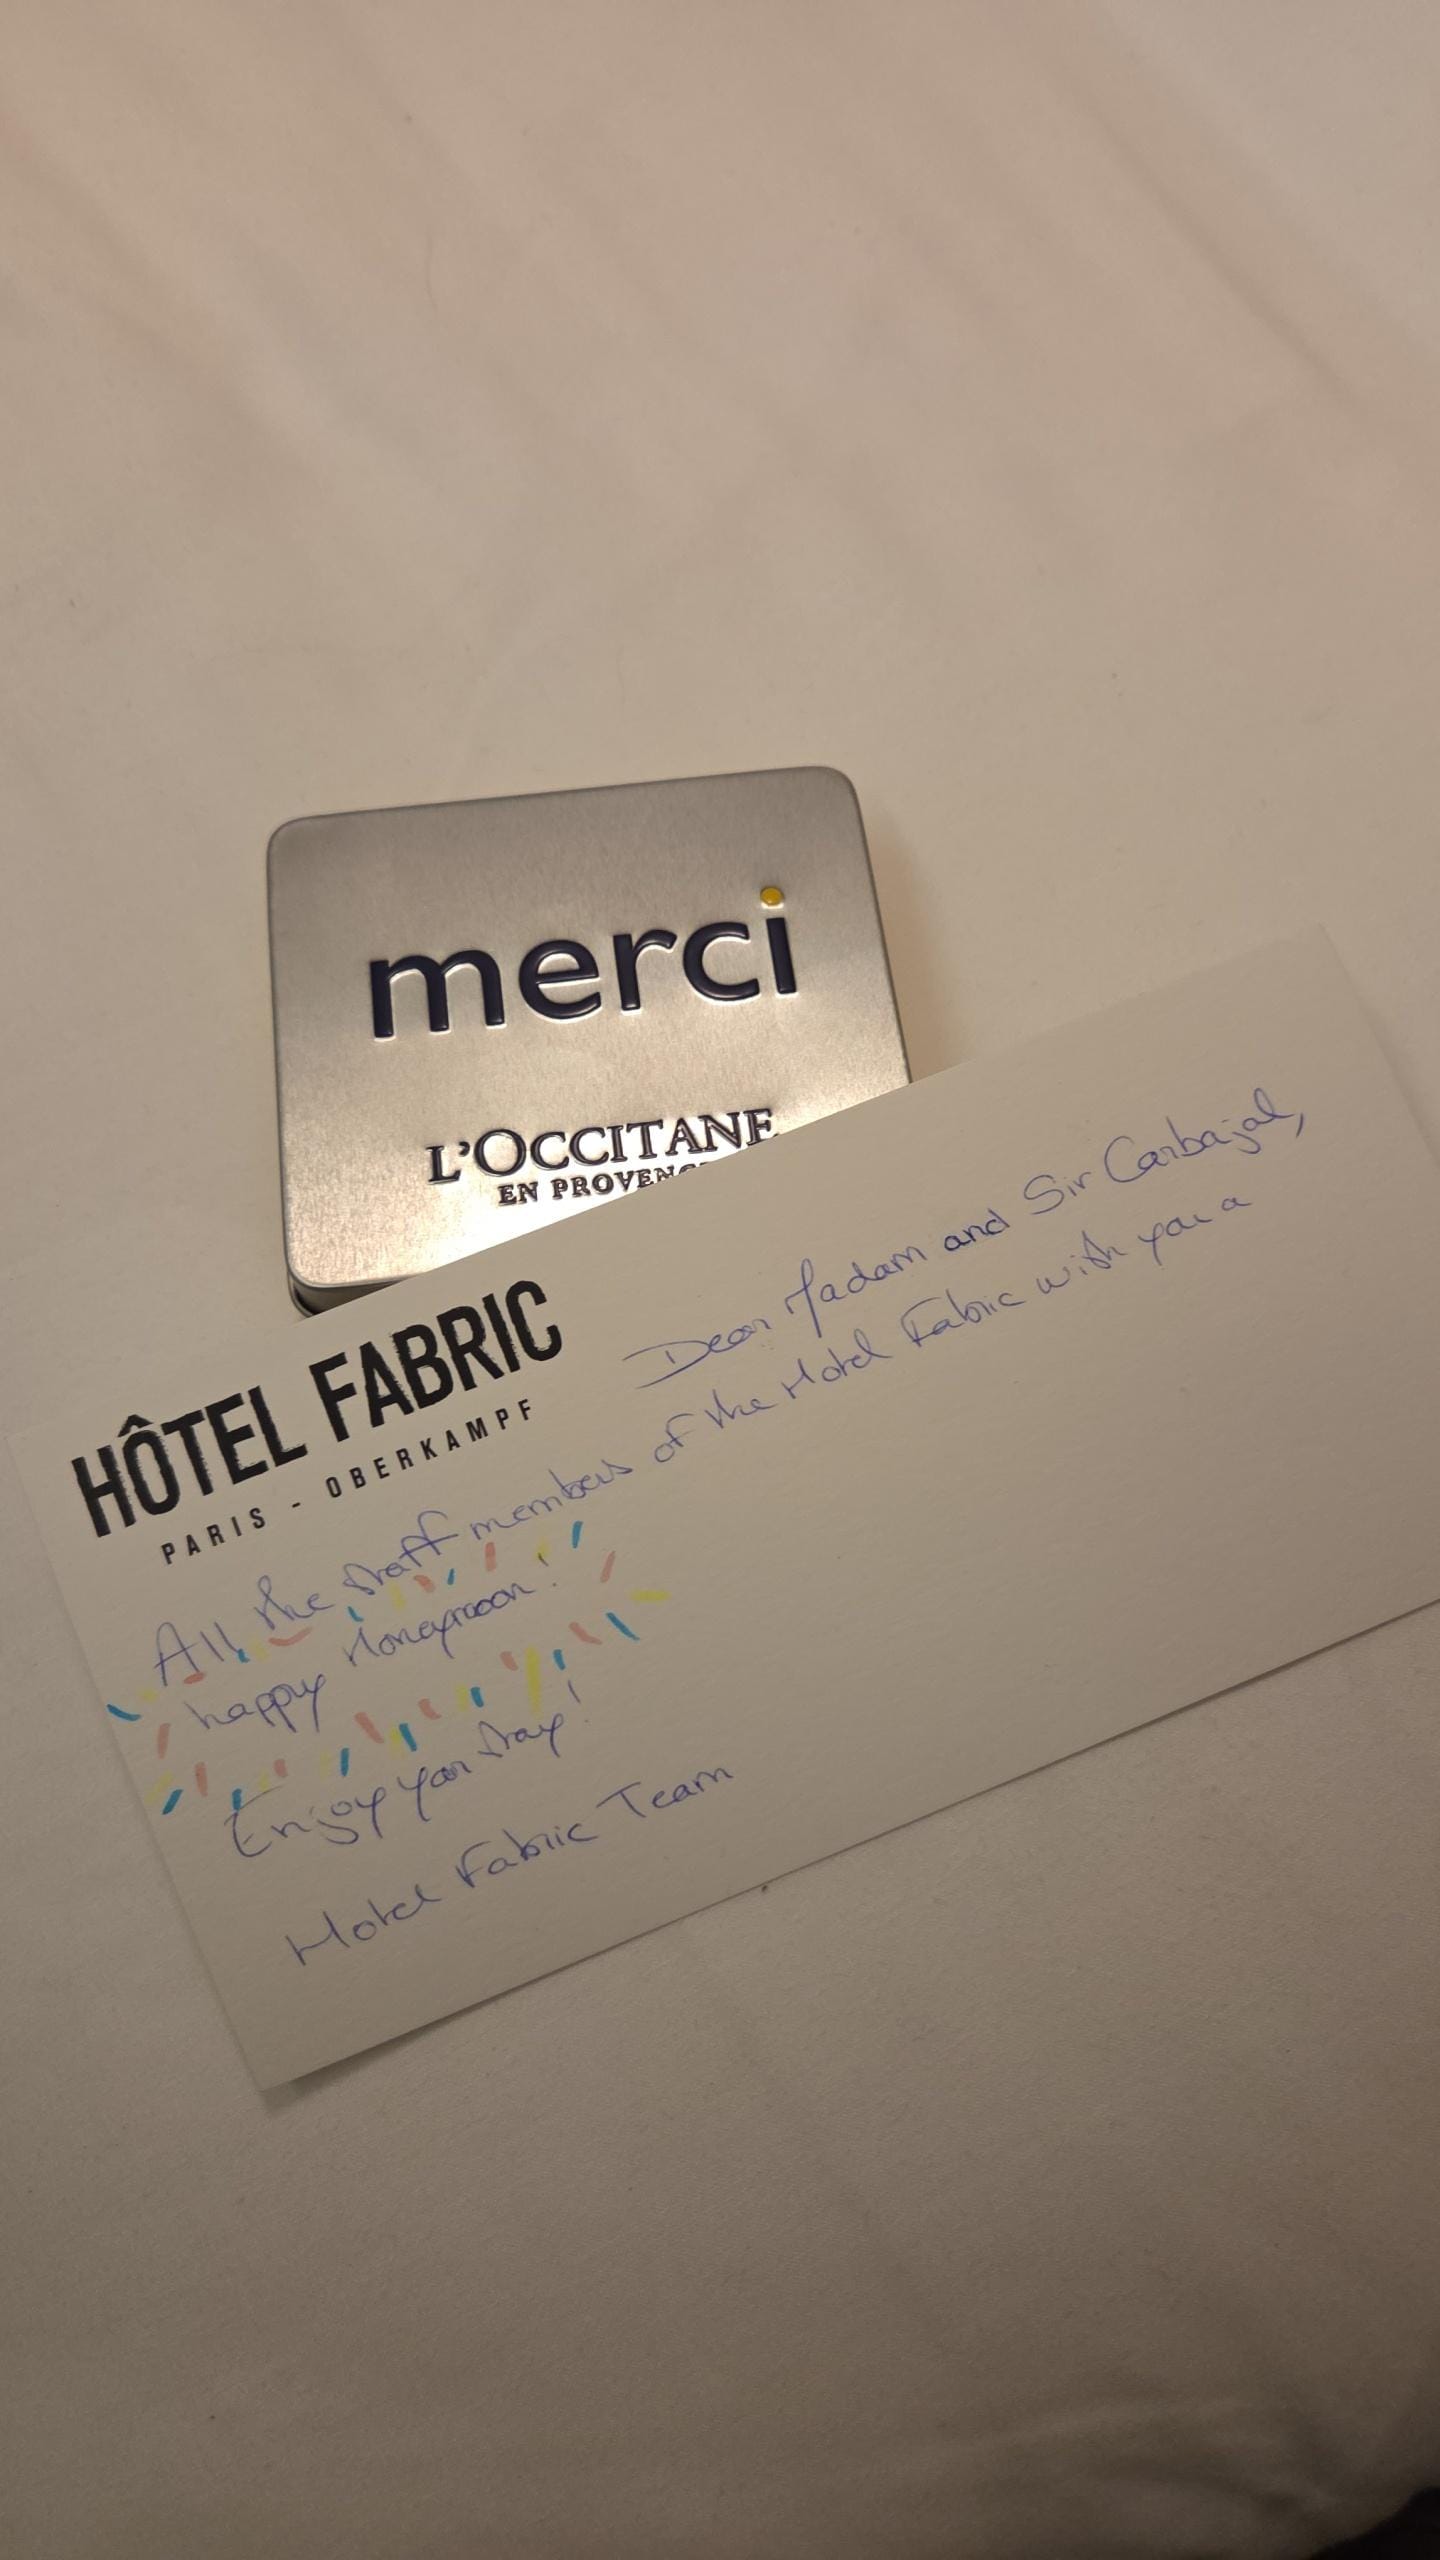 merci
L'OCCITANE
EN PROVENC
HÔTEL FABRIC
PARIS - OBERKAMPF
Dear Madam and Sir Carbajal,
All the staff members of the Hotel Fabric wish you a
happy Honeymoon!
Enjoy your stay!
Hotel Fabric Team